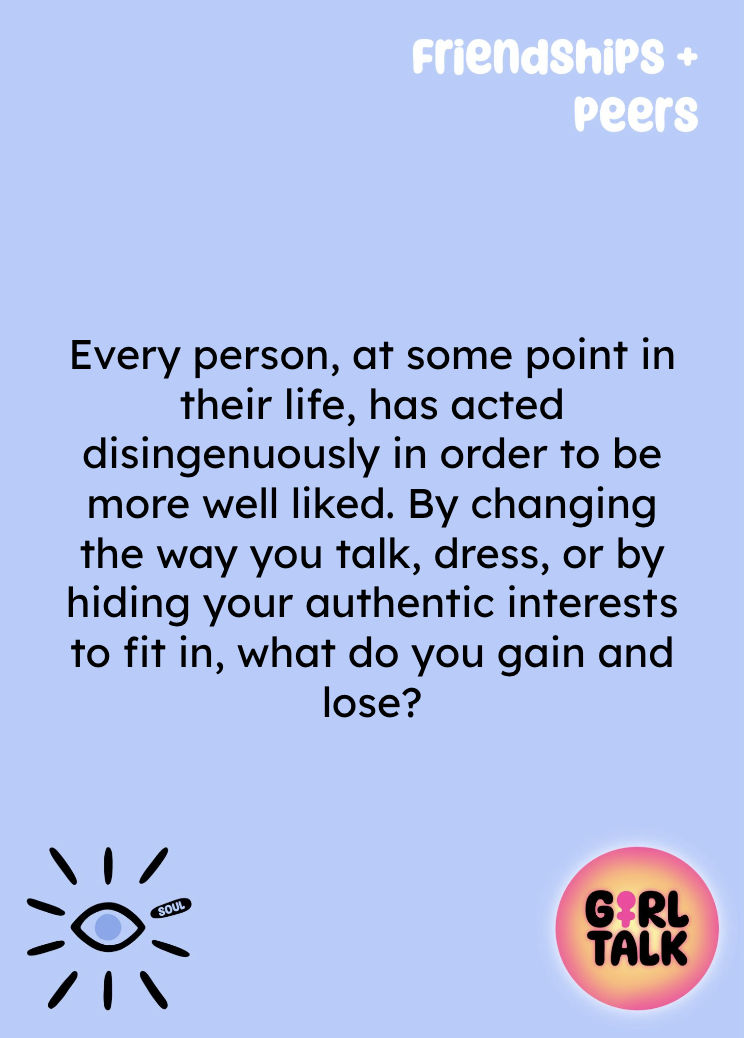 Friendships +
peers
Every person, at some point in
their life, has acted
disingenuously in order to be
more well liked. By changing
the way you talk, dress, or by
hiding your authentic interests
to fit in, what do you gain and
lose?
SOUL
GIRL
TALK